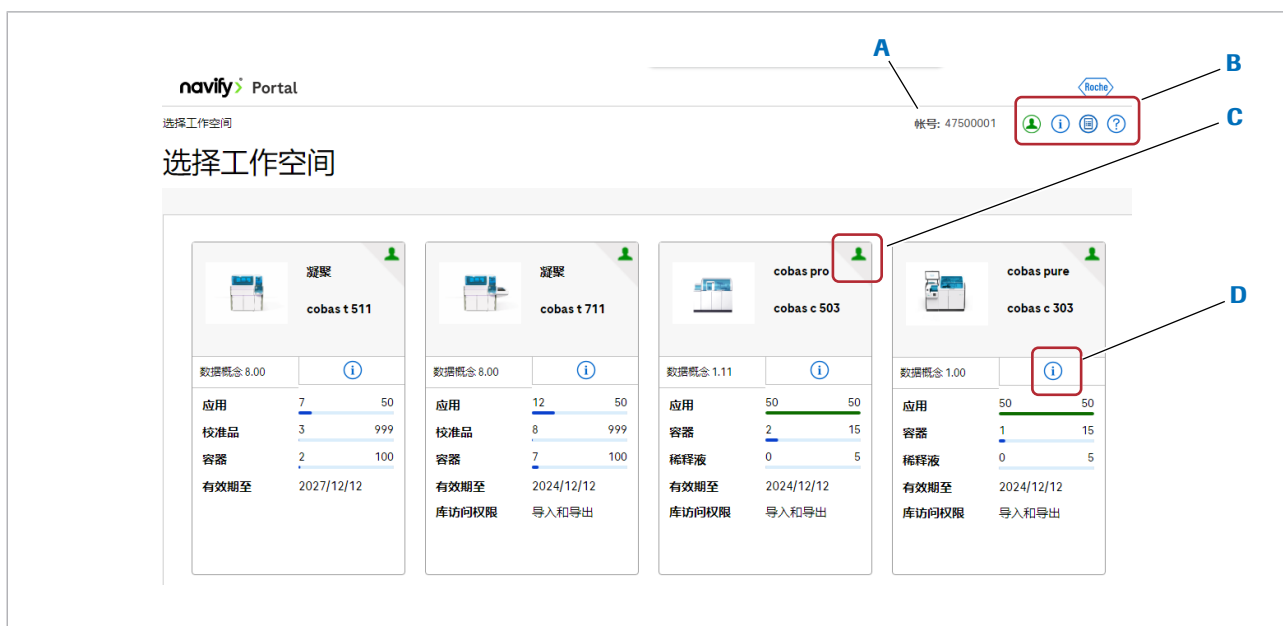 A
B
navify Portal
Roche
选择工作空间
帐号: 47500001
C
选择工作空间
凝聚
cobas t 511
凝聚
cobas t 711
cobas pro
cobas c 503
cobas pure
cobas c 303
D
数据概念 8.00
数据概念 8.00
数据概念 1.11
数据概念 1.00
应用 7 50
校准品 3 999
容器 2 100
有效期至 2027/12/12
应用 12 50
校准品 8 999
容器 7 100
有效期至 2024/12/12
库访问权限 导入和导出
应用 50 50
容器 2 15
稀释液 0 5
有效期至 2024/12/12
库访问权限 导入和导出
应用 50 50
容器 1 15
稀释液 0 5
有效期至 2024/12/12
库访问权限 导入和导出